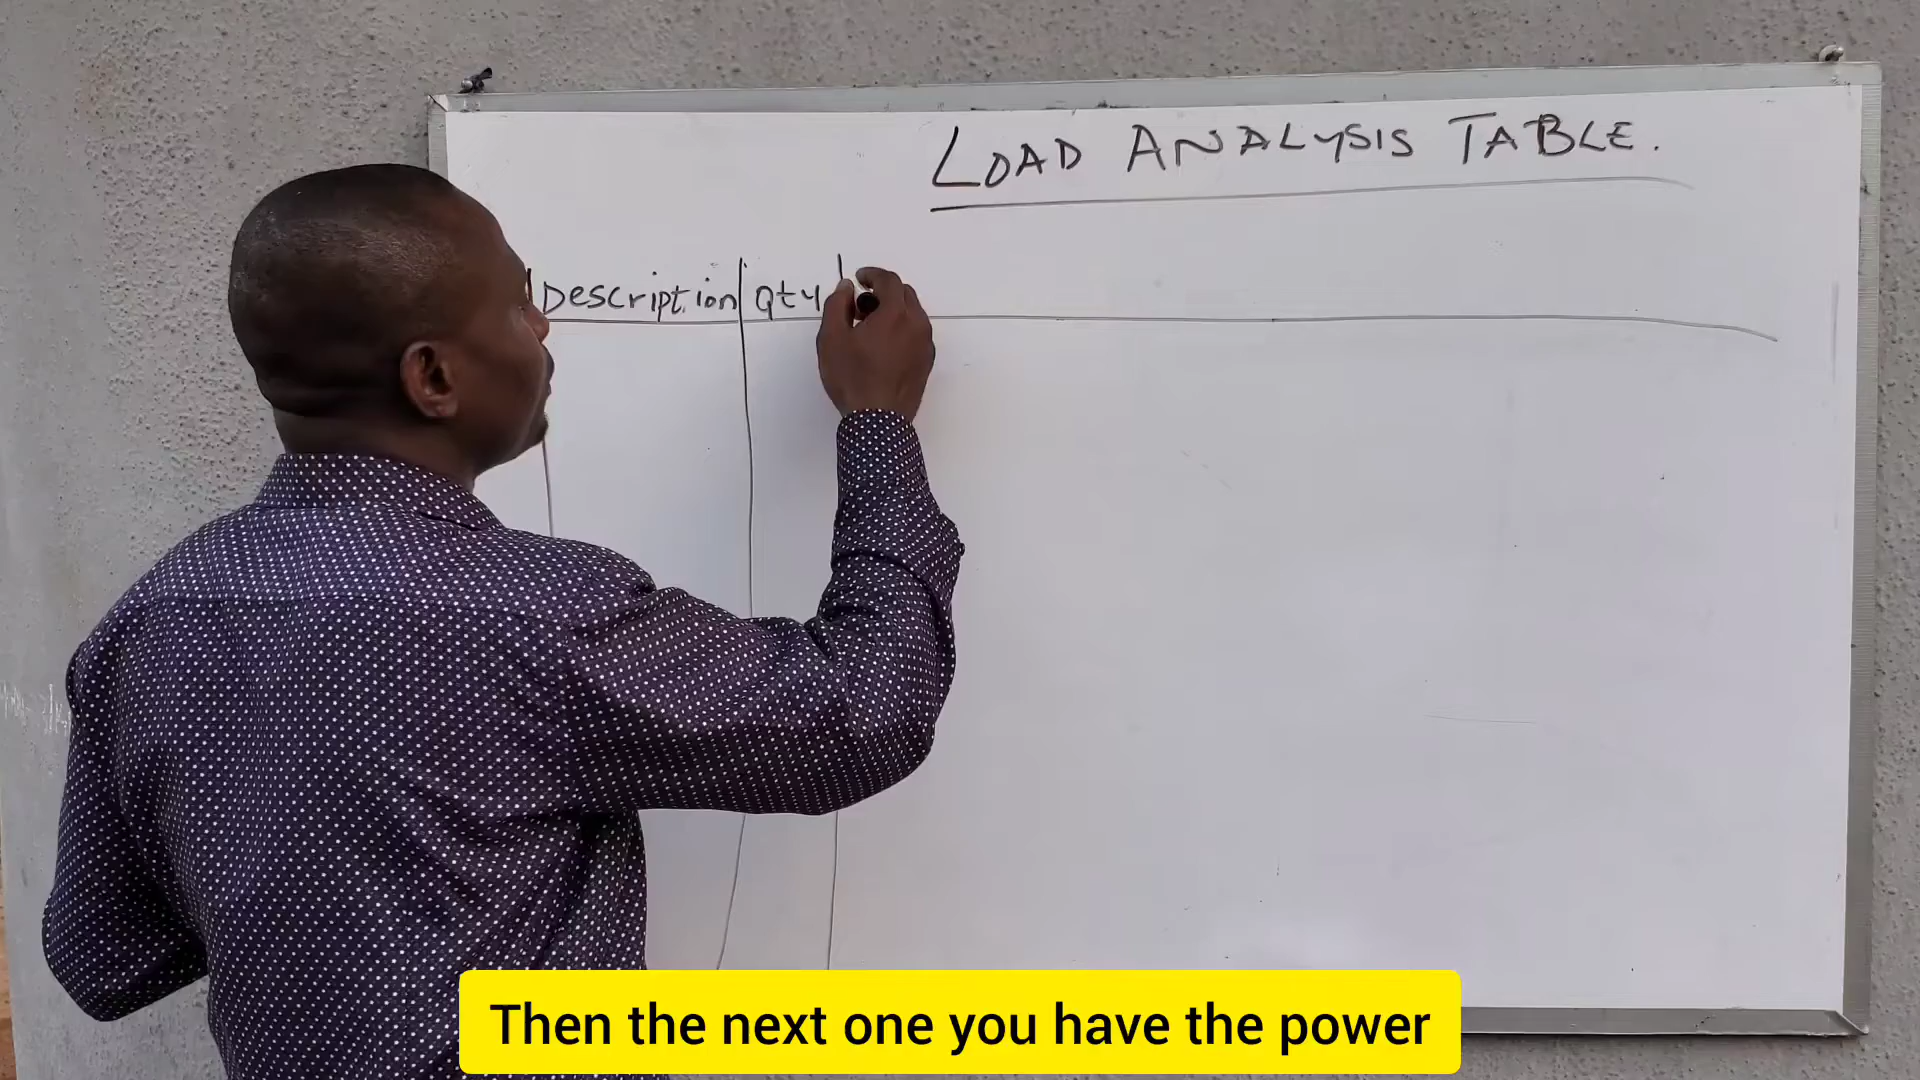 LOAD ANALYSIS TABLE.
Description Qty
Then the next one you have the power